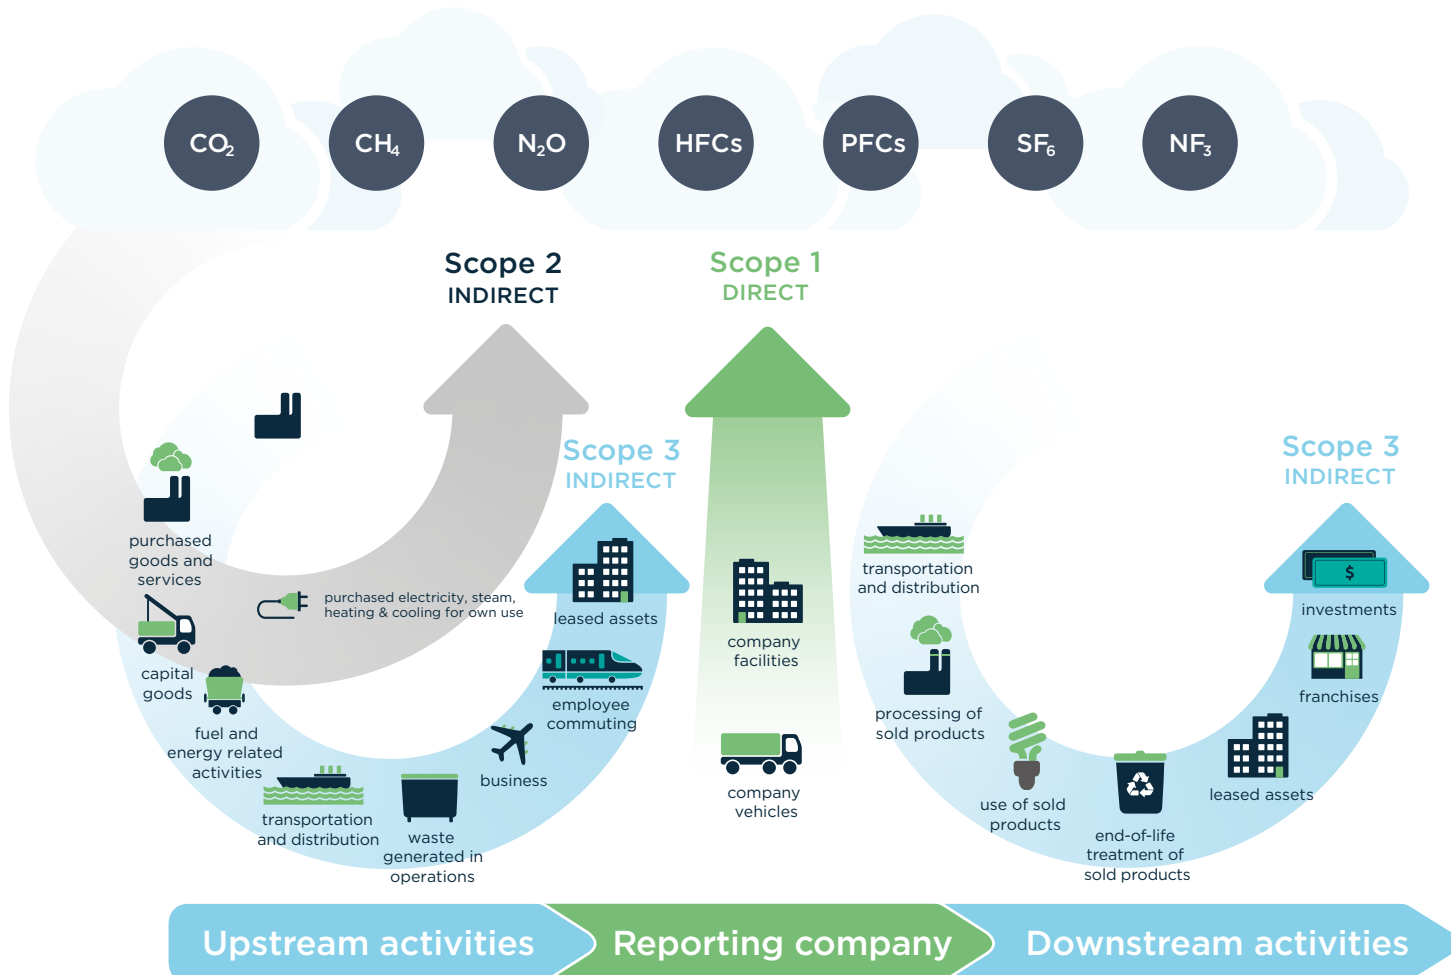 CO₂
CH₄
N₂O
HFCs
PFCs
SF₆
NF₃
Scope 2
INDIRECT
Scope 1
DIRECT
Scope 3
INDIRECT
Scope 3
INDIRECT
purchased
goods and
services
capital
goods
fuel and
energy related
activities
transportation
and distribution
waste
generated in
operations
business
employee
commuting
leased assets
purchased electricity, steam,
heating & cooling for own use
company
facilities
company
vehicles
transportation
and distribution
processing of
sold products
use of sold
products
end-of-life
treatment of
sold products
leased assets
franchises
investments
$
Upstream activities
Reporting company
Downstream activities